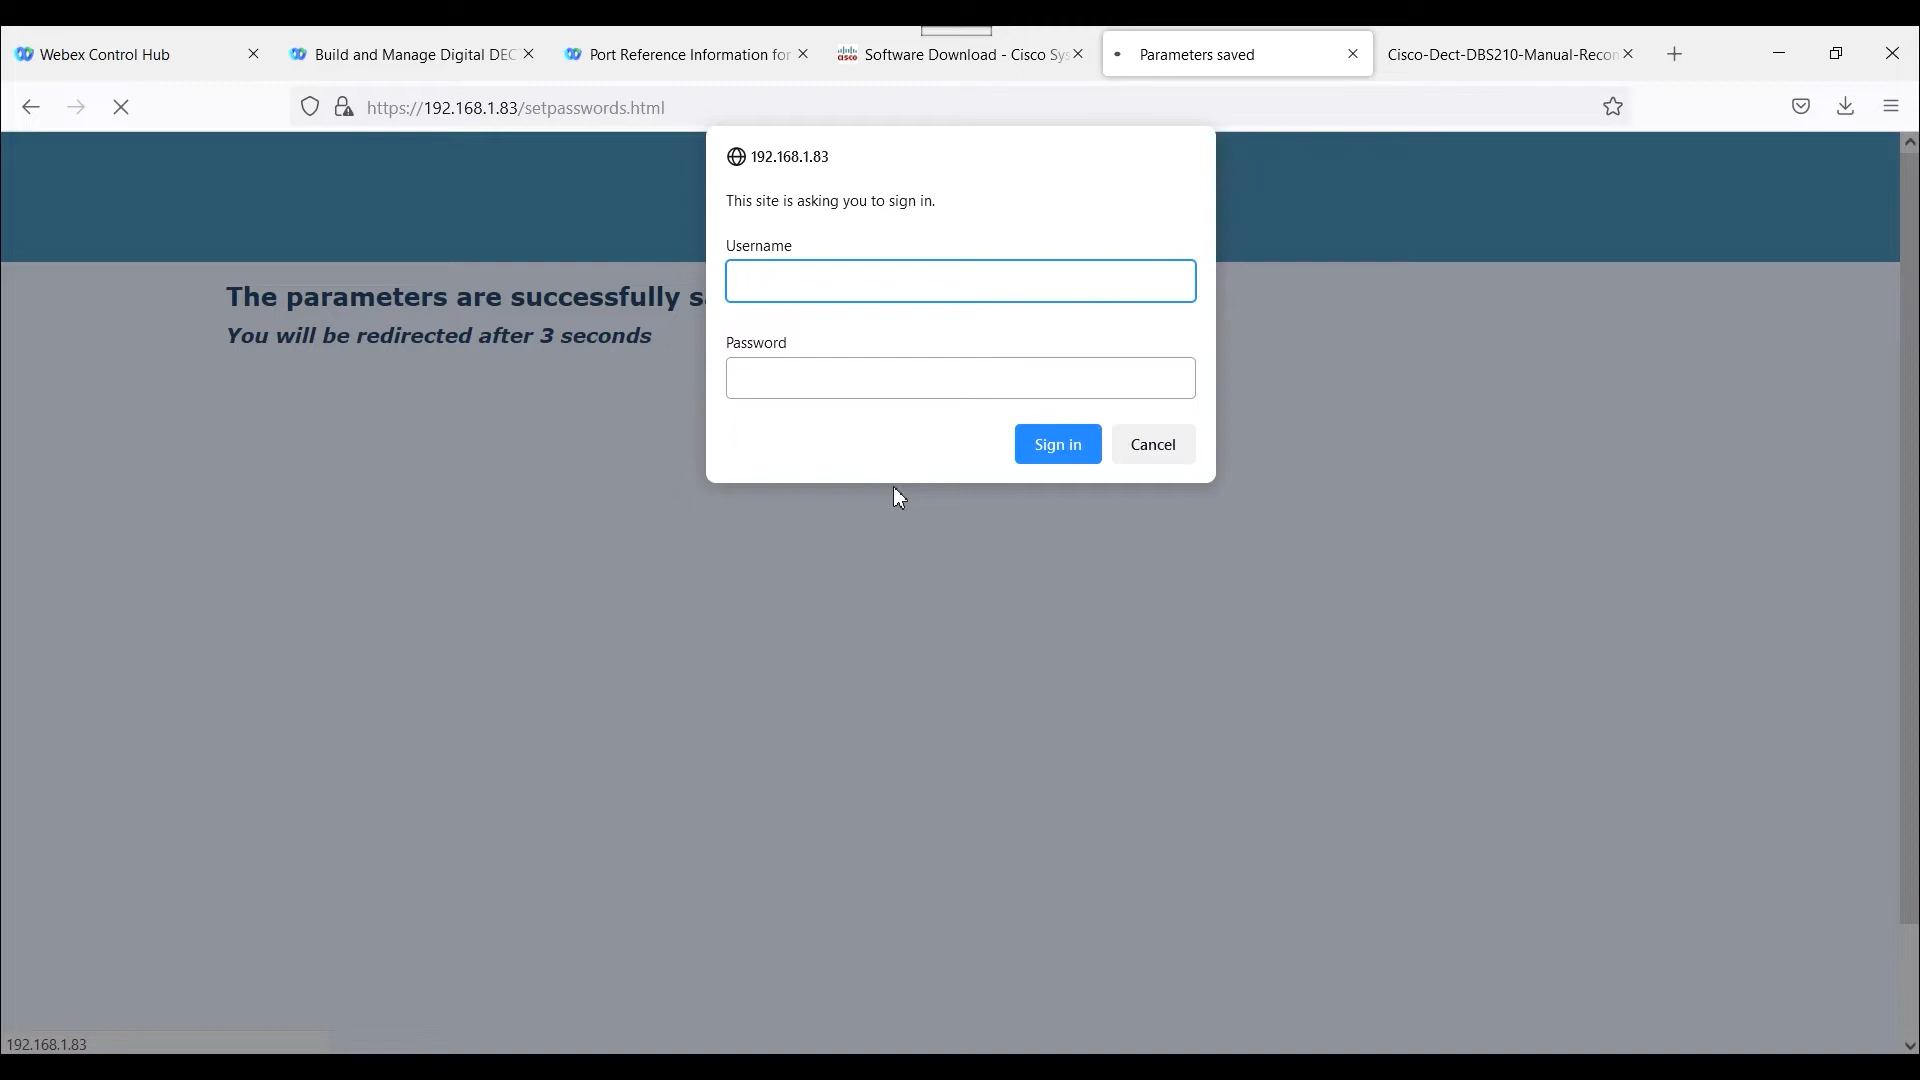 Webex Control Hub
Build and Manage Digital DEC
Port Reference Information for
Software Download - Cisco Sys
Parameters saved
Cisco-Dect-DBS210-Manual-Recon
https://192.168.1.83/setpasswords.html
192.168.1.83
This site is asking you to sign in.
Username
The parameters are successfully s
You will be redirected after 3 seconds
Password
Sign in
Cancel
192.168.1.83